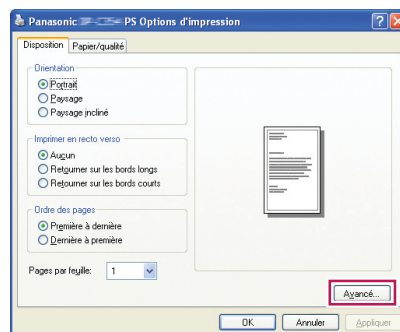 Panasonic PS Options d'impression
Disposition
Papier/qualité
Orientation
Portrait
Paysage
Paysage incliné
Imprimer en recto verso
Aucun
Retourner sur les bords longs
Retourner sur les bords courts
Ordre des pages
Première à dernière
Dernière à première
Pages par feuille: 1
Avancé...
OK
Annuler
Appliquer